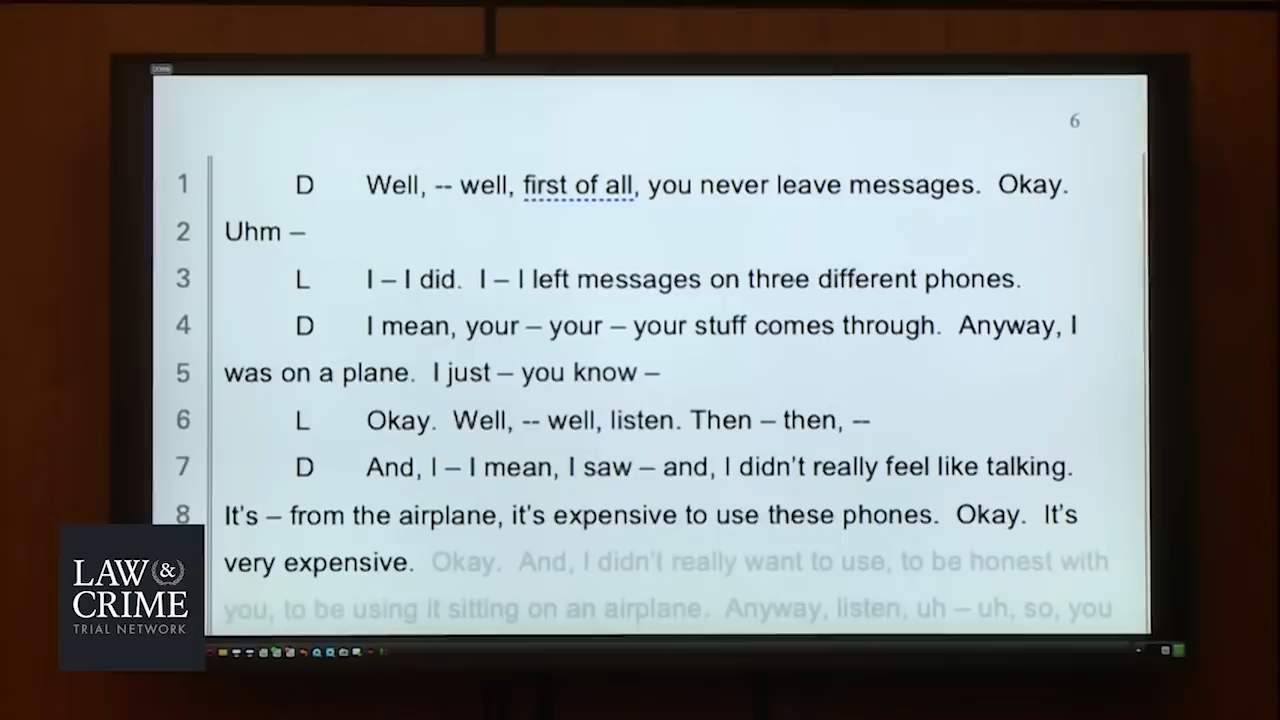 DOWN
6
1 D Well, -- well, first of all, you never leave messages. Okay.
2 Uhm –
3 L I – I did. I – I left messages on three different phones.
4 D I mean, your – your – your stuff comes through. Anyway, I
5 was on a plane. I just – you know –
6 L Okay. Well, -- well, listen. Then – then, --
7 D And, I – I mean, I saw – and, I didn't really feel like talking.
8 It's – from the airplane, it's expensive to use these phones. Okay. It's
very expensive. Okay. And, I didn't really want to use, to be honest with
you, to be using it sitting on an airplane. Anyway, listen, uh – uh, so, you
LAW &
CRIME
TRIAL NETWORK